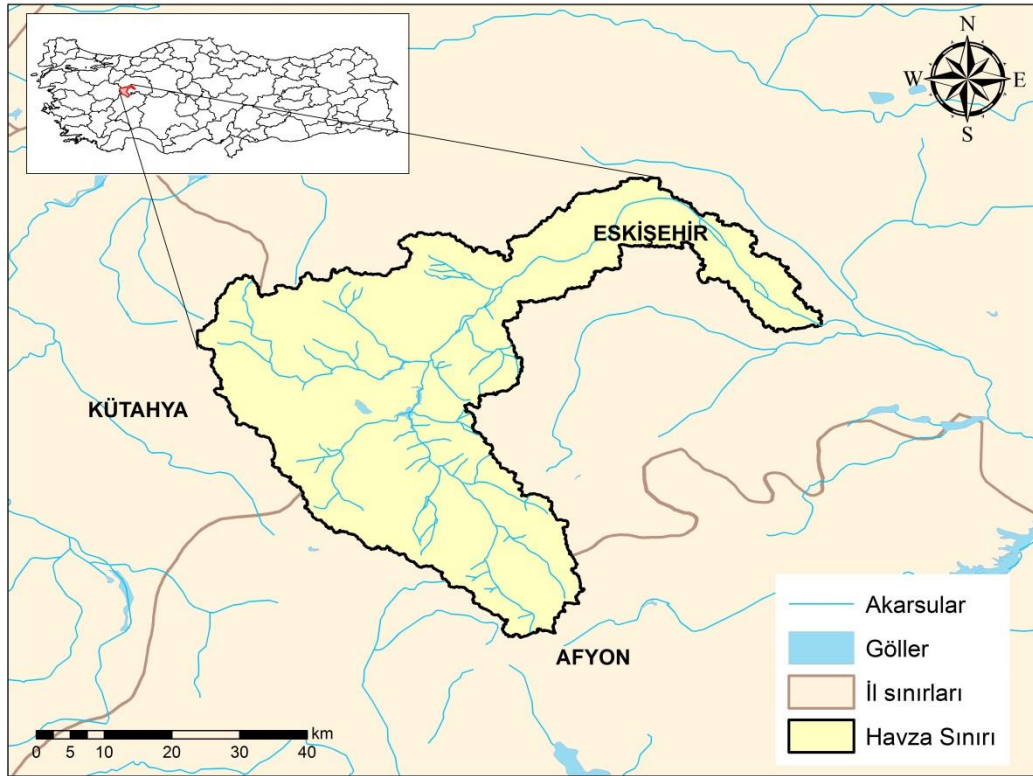 N
W E
S
ESKİŞEHİR
KÜTAHYA
AFYON
Akarsular
Göller
İl sınırları
Havza Sınırı
km
0 5 10 20 30 40